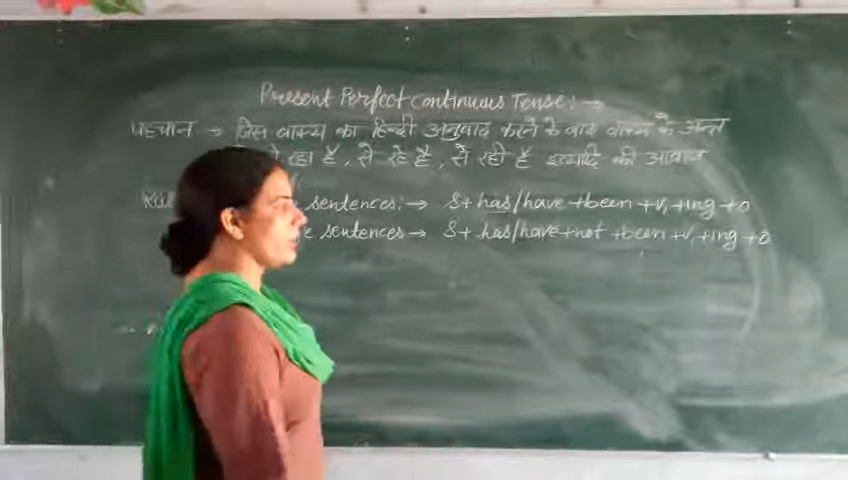 Present Perfect Continuous Tense:→
पहचान → जिस वाक्य का हिन्दी अनुवाद करने के बाद वाक्य के अन्त
रहा है, से रहे है, से रही है इत्यादि की आवाज
sentences:→ S+ has/have +been +V₁+ing+O
sentences → S+ has/have+not +been +V₁+ing+O